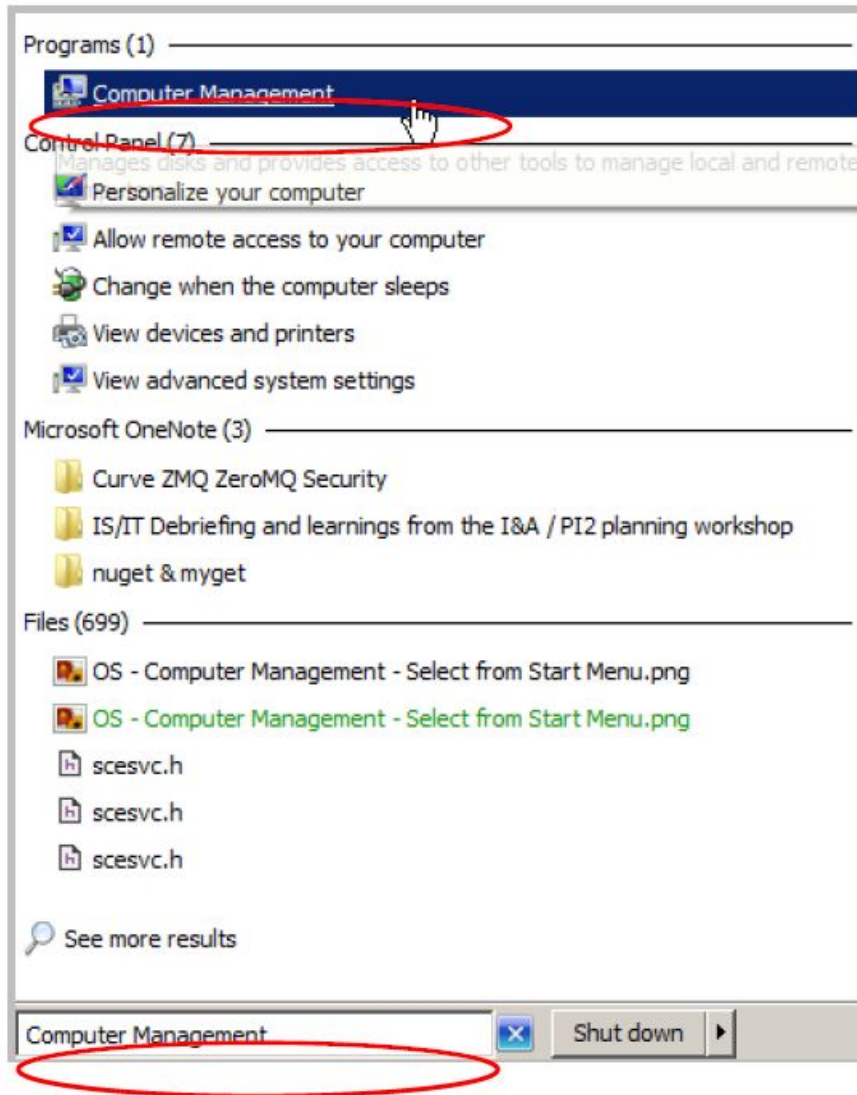 Programs (1)
Computer Management
Control Panel (7)
Manages disks and provides access to other tools to manage local and remote
Personalize your computer
Allow remote access to your computer
Change when the computer sleeps
View devices and printers
View advanced system settings
Microsoft OneNote (3)
Curve ZMQ ZeroMQ Security
IS/IT Debriefing and learnings from the I&A / PI2 planning workshop
nuget & myget
Files (699)
OS - Computer Management - Select from Start Menu.png
OS - Computer Management - Select from Start Menu.png
scesvc.h
scesvc.h
scesvc.h
See more results
Computer Management
Shut down